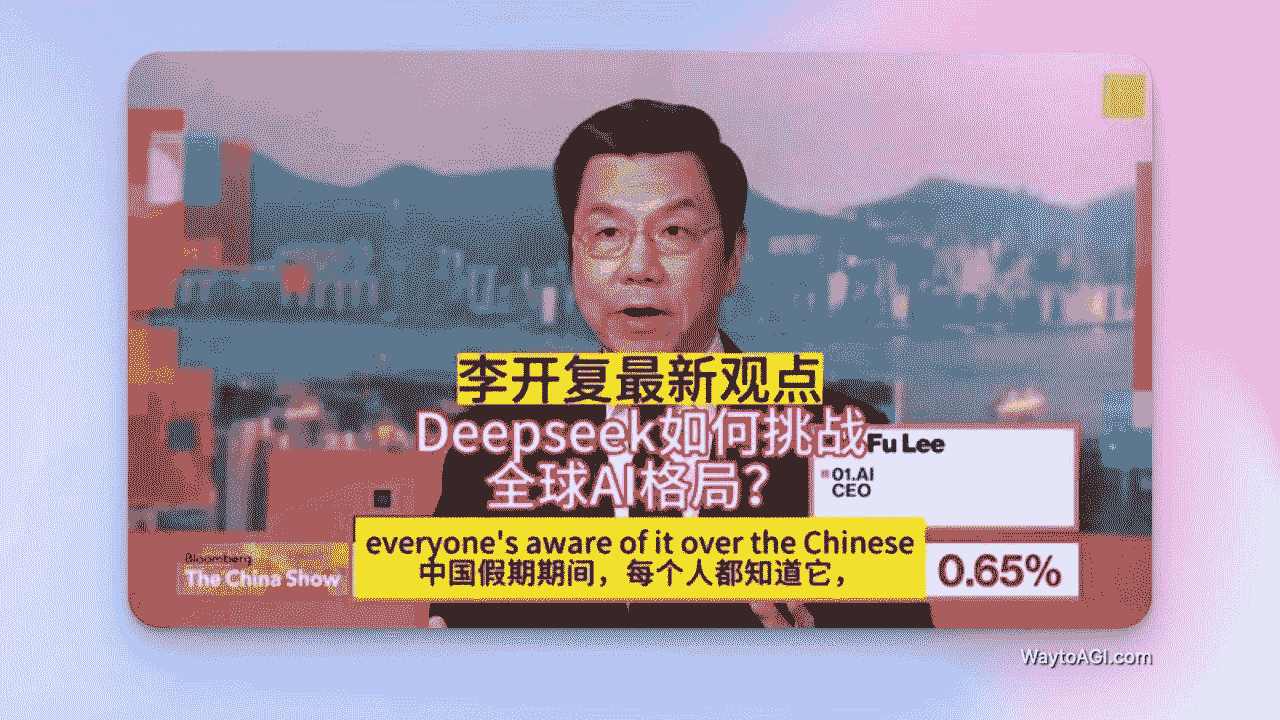 李开复最新观点
Deepseek如何挑战
全球AI格局?
Fu Lee
01.AI
CEO
everyone's aware of it over the Chinese
中国假期期间，每个人都知道它，
Bloomberg
The China Show
0.65%
WaytoAGI.com